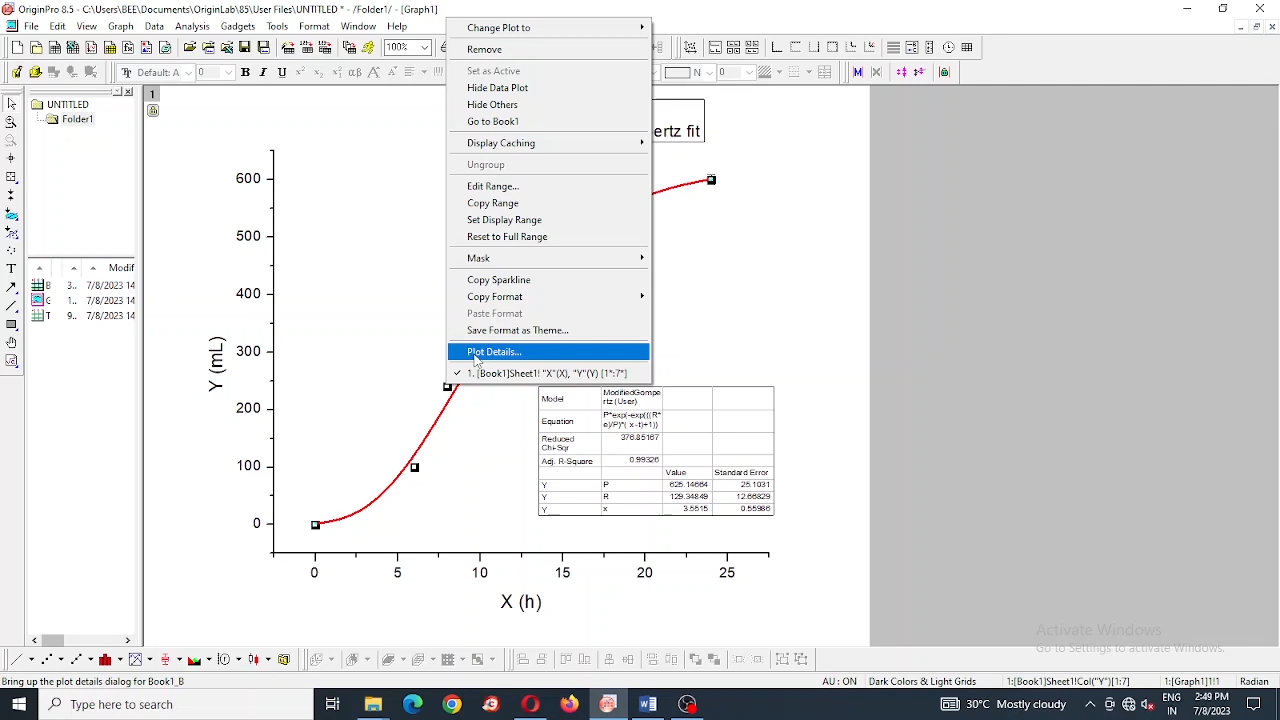 OriginPro 8.5 - C:\Users\BEE\Documents\OriginLab\85\User Files\UNTITLED * - /Folder1/ - [Graph1]
File Edit View Graph Data Analysis Gadgets Tools Format Window Help
100%
Default: A 0 B I U N 0
UNTITLED
Folder1
Modif
B 3.. 7/8/2023 14
G 1.. 7/8/2023 14
T 9.. 7/8/2023 14
1
Change Plot to
Remove
Set as Active
Hide Data Plot
Hide Others
Go to Book1
Display Caching
Ungroup
Edit Range...
Copy Range
Set Display Range
Reset to Full Range
Mask
Copy Sparkline
Copy Format
Paste Format
Save Format as Theme...
Plot Details...
1. [Book1]Sheet1! "X"(X), "Y"(Y) [1*:7*]
ertz fit
600
500
400
300
200
100
0
Y (mL)
0 5 10 15 20 25
X (h)
Model ModifiedGompertz (User)
Equation P*exp(-exp(((R*e)/P)*( x-t)+1))
Reduced Chi-Sqr 376.85167
Adj. R-Square 0.99326
Value Standard Error
Y P 625.14664 25.1031
Y R 129.34849 12.66829
Y x 3.5515 0.55986
Activate Windows
Go to Settings to activate Windows.
Bring up the plot details dialog for Book1_B AU : ON Dark Colors & Light Grids 1:[Book1]Sheet1!Col("Y")[1:7] 1:[Graph1]1!1 Radian
Type here to search 30°C Mostly cloudy ENG IN 2:49 PM 7/8/2023